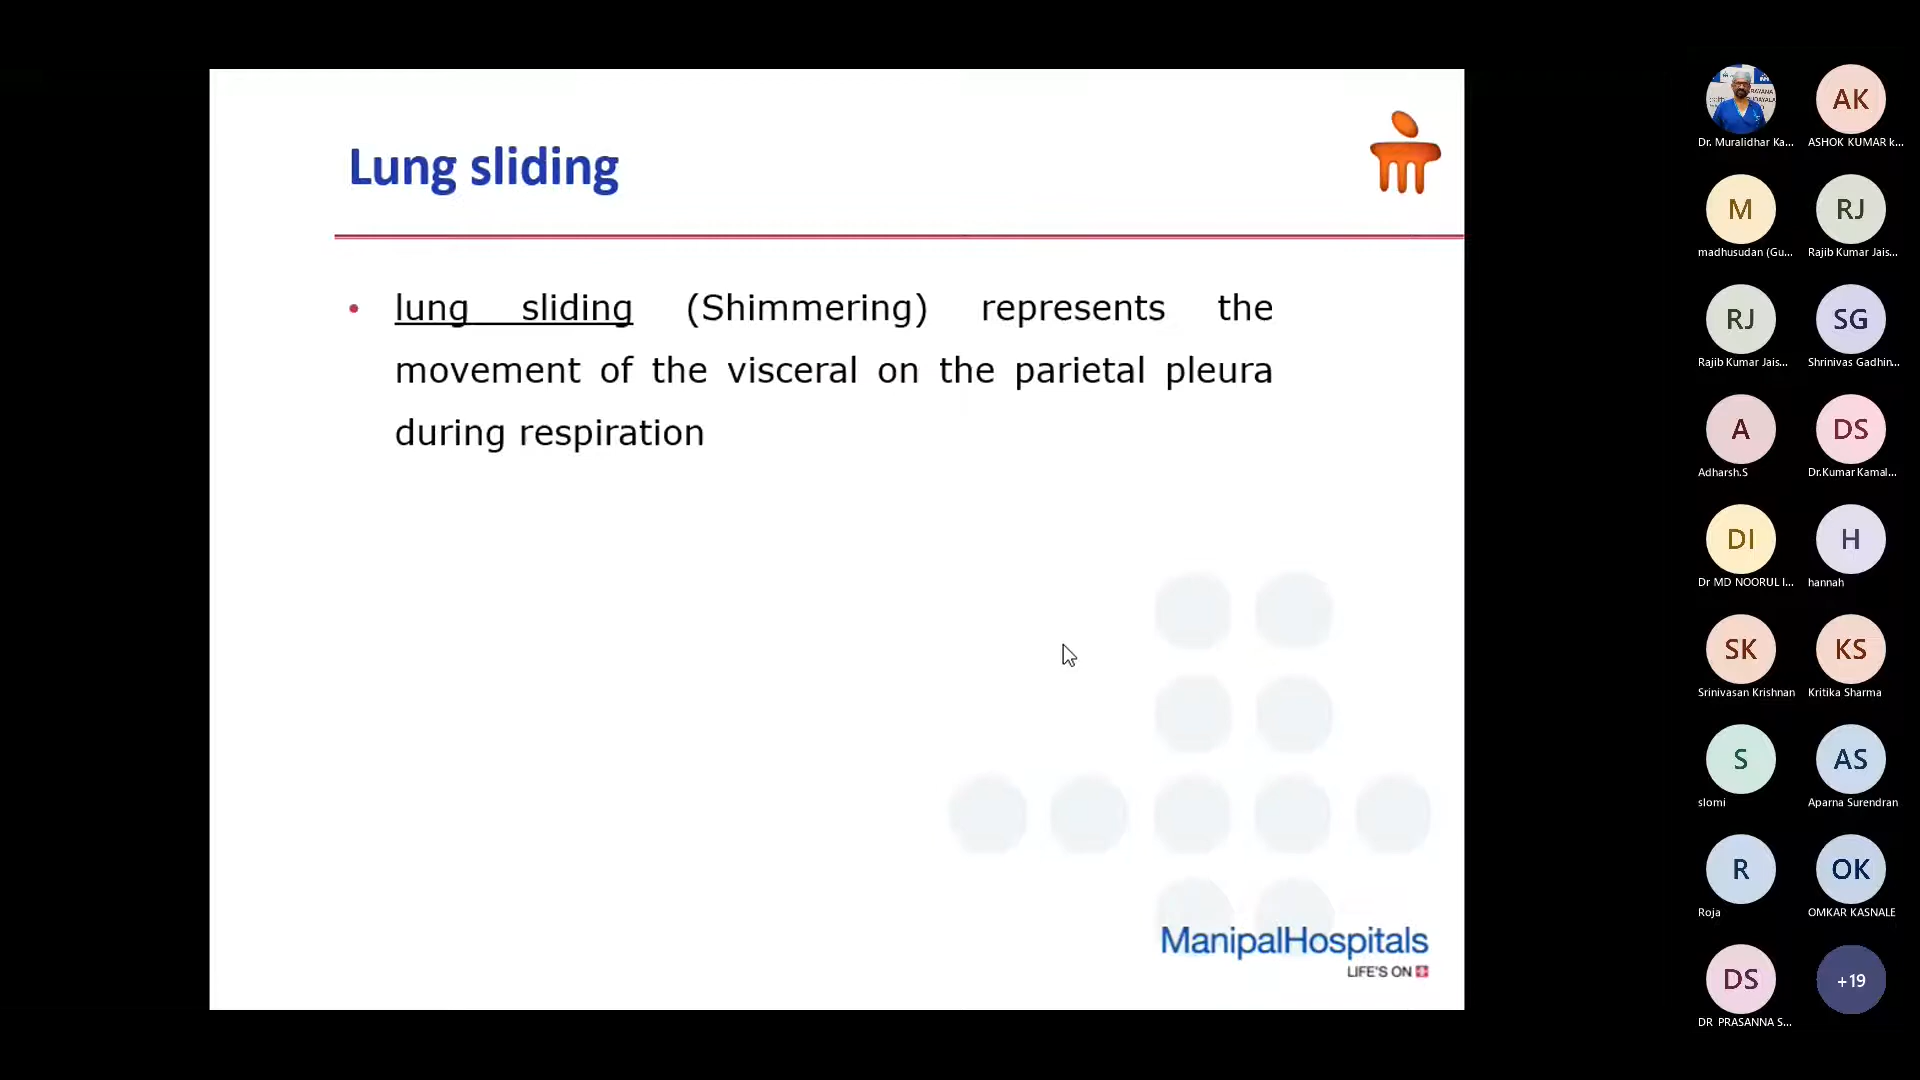 Lung sliding
• lung sliding (Shimmering) represents the
movement of the visceral on the parietal pleura
during respiration
ManipalHospitals
LIFE'S ON
Dr. Muralidhar Ka...
AK
ASHOK KUMAR k...
M
madhusudan (Gu...
RJ
Rajib Kumar Jais...
RJ
Rajib Kumar Jais...
SG
Shrinivas Gadhin...
A
Adharsh.S
DS
Dr.Kumar Kamal...
DI
Dr MD NOORUL I...
H
hannah
SK
Srinivasan Krishnan
KS
Kritika Sharma
S
slomi
AS
Aparna Surendran
R
Roja
OK
OMKAR KASNALE
DS
DR PRASANNA S...
+19